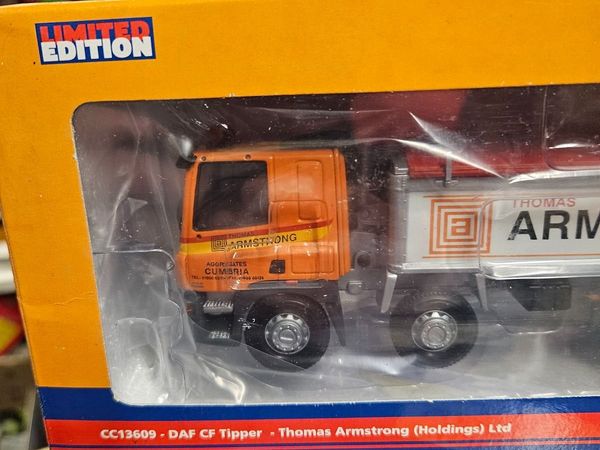 LIMITED
EDITION
THOMAS
ARMSTRONG
AGGREGATES
CUMBRIA
THOMAS
ARM
CC13609 - DAF CF Tipper - Thomas Armstrong (Holdings) Ltd